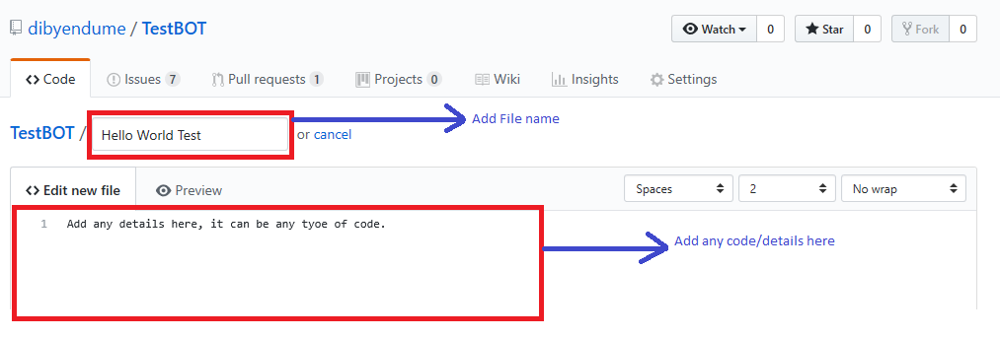 dibyendume / TestBOT
Watch 0 Star 0 Fork 0
Code Issues 7 Pull requests 1 Projects 0 Wiki Insights Settings
Add File name
TestBOT / Hello World Test or cancel
Edit new file Preview Spaces 2 No wrap
1 Add any details here, it can be any tyoe of code.
Add any code/details here